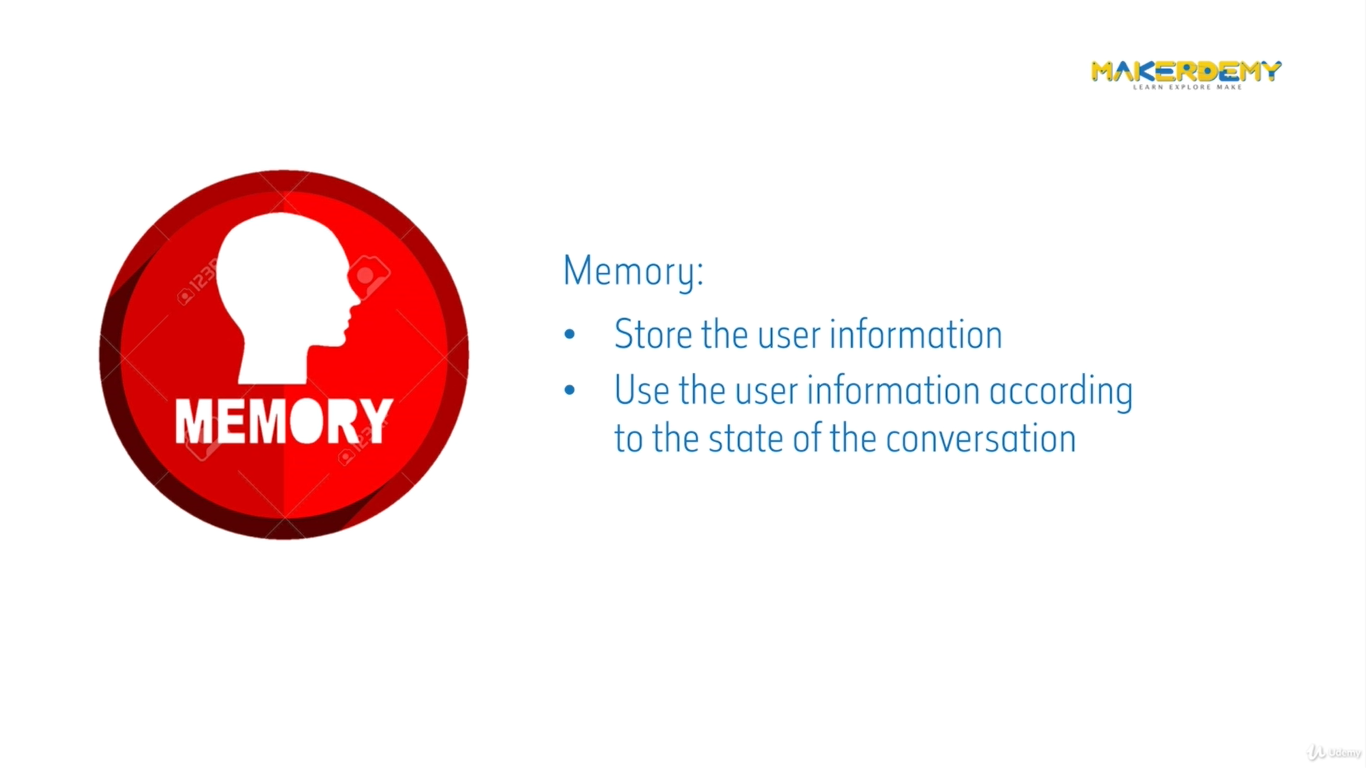 MAKERDEMY
LEARN EXPLORE MAKE
MEMORY
Memory:
• Store the user information
• Use the user information according
to the state of the conversation
Udemy